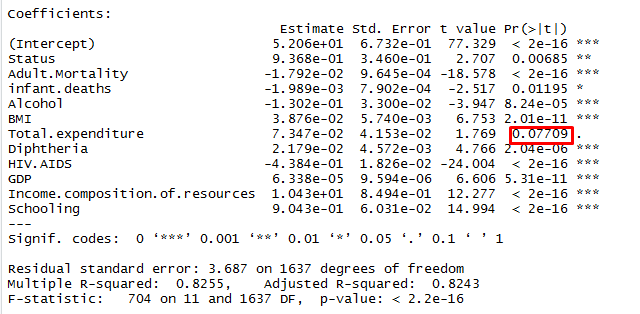 Coefficients:
Estimate Std. Error t value Pr(>|t|)
(Intercept) 5.206e+01 6.732e-01 77.329 < 2e-16 ***
Status 9.368e-01 3.460e-01 2.707 0.00685 **
Adult.Mortality -1.792e-02 9.645e-04 -18.578 < 2e-16 ***
infant.deaths -1.989e-03 7.902e-04 -2.517 0.01195 *
Alcohol -1.302e-01 3.300e-02 -3.947 8.24e-05 ***
BMI 3.876e-02 5.740e-03 6.753 2.01e-11 ***
Total.expenditure 7.347e-02 4.153e-02 1.769 0.07709 .
Diphtheria 2.179e-02 4.572e-03 4.766 2.04e-06 ***
HIV.AIDS -4.384e-01 1.826e-02 -24.004 < 2e-16 ***
GDP 6.338e-05 9.594e-06 6.606 5.31e-11 ***
Income.composition.of.resources 1.043e+01 8.494e-01 12.277 < 2e-16 ***
Schooling 9.043e-01 6.031e-02 14.994 < 2e-16 ***
---
Signif. codes: 0 ‘***’ 0.001 ‘**’ 0.01 ‘*’ 0.05 ‘.’ 0.1 ‘ ’ 1
Residual standard error: 3.687 on 1637 degrees of freedom
Multiple R-squared: 0.8255, Adjusted R-squared: 0.8243
F-statistic: 704 on 11 and 1637 DF, p-value: < 2.2e-16